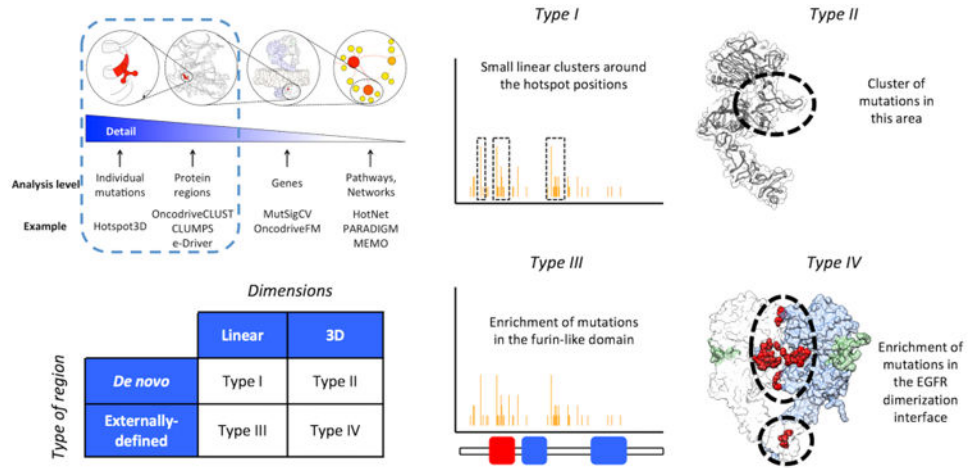 Detail
Analysis level
Individual mutations
Protein regions
Genes
Pathways, Networks
Example
Hotspot3D
OncodriveCLUST
CLUMPS
e-Driver
MutSigCV
OncodriveFM
HotNet
PARADIGM
MEMO
Dimensions
Type of region
Linear
3D
De novo
Type I
Type II
Externally-
defined
Type III
Type IV
Type I
Small linear clusters around
the hotspot positions
Type II
Cluster of
mutations in
this area
Type III
Enrichment of mutations
in the furin-like domain
Type IV
Enrichment of
mutations in
the EGFR
dimerization
interface